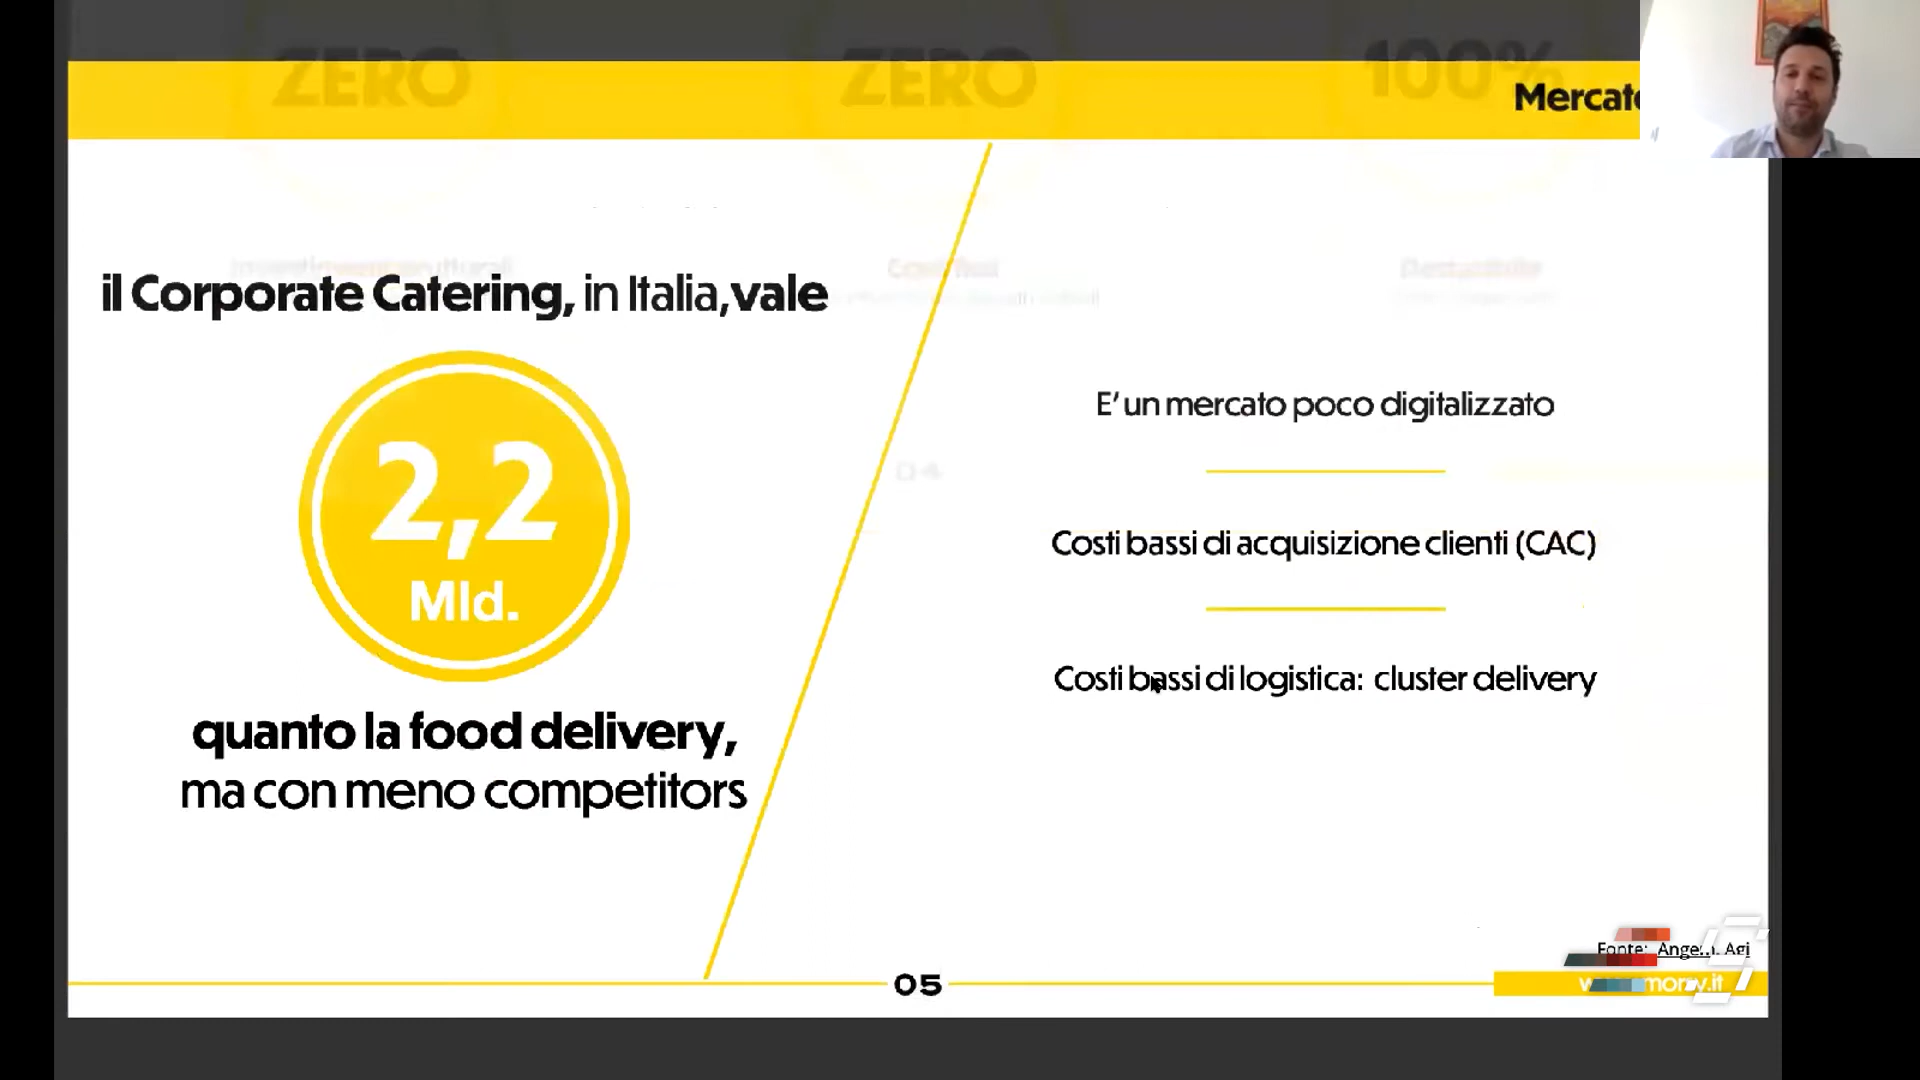 ZERO
ZERO
100%
il Corporate Catering, in Italia, vale
2,2
Mld.
quanto la food delivery,
ma con meno competitors
E' un mercato poco digitalizzato
Costi bassi di acquisizione clienti (CAC)
Costi bassi di logistica: cluster delivery
04
Fonte: Agi
05